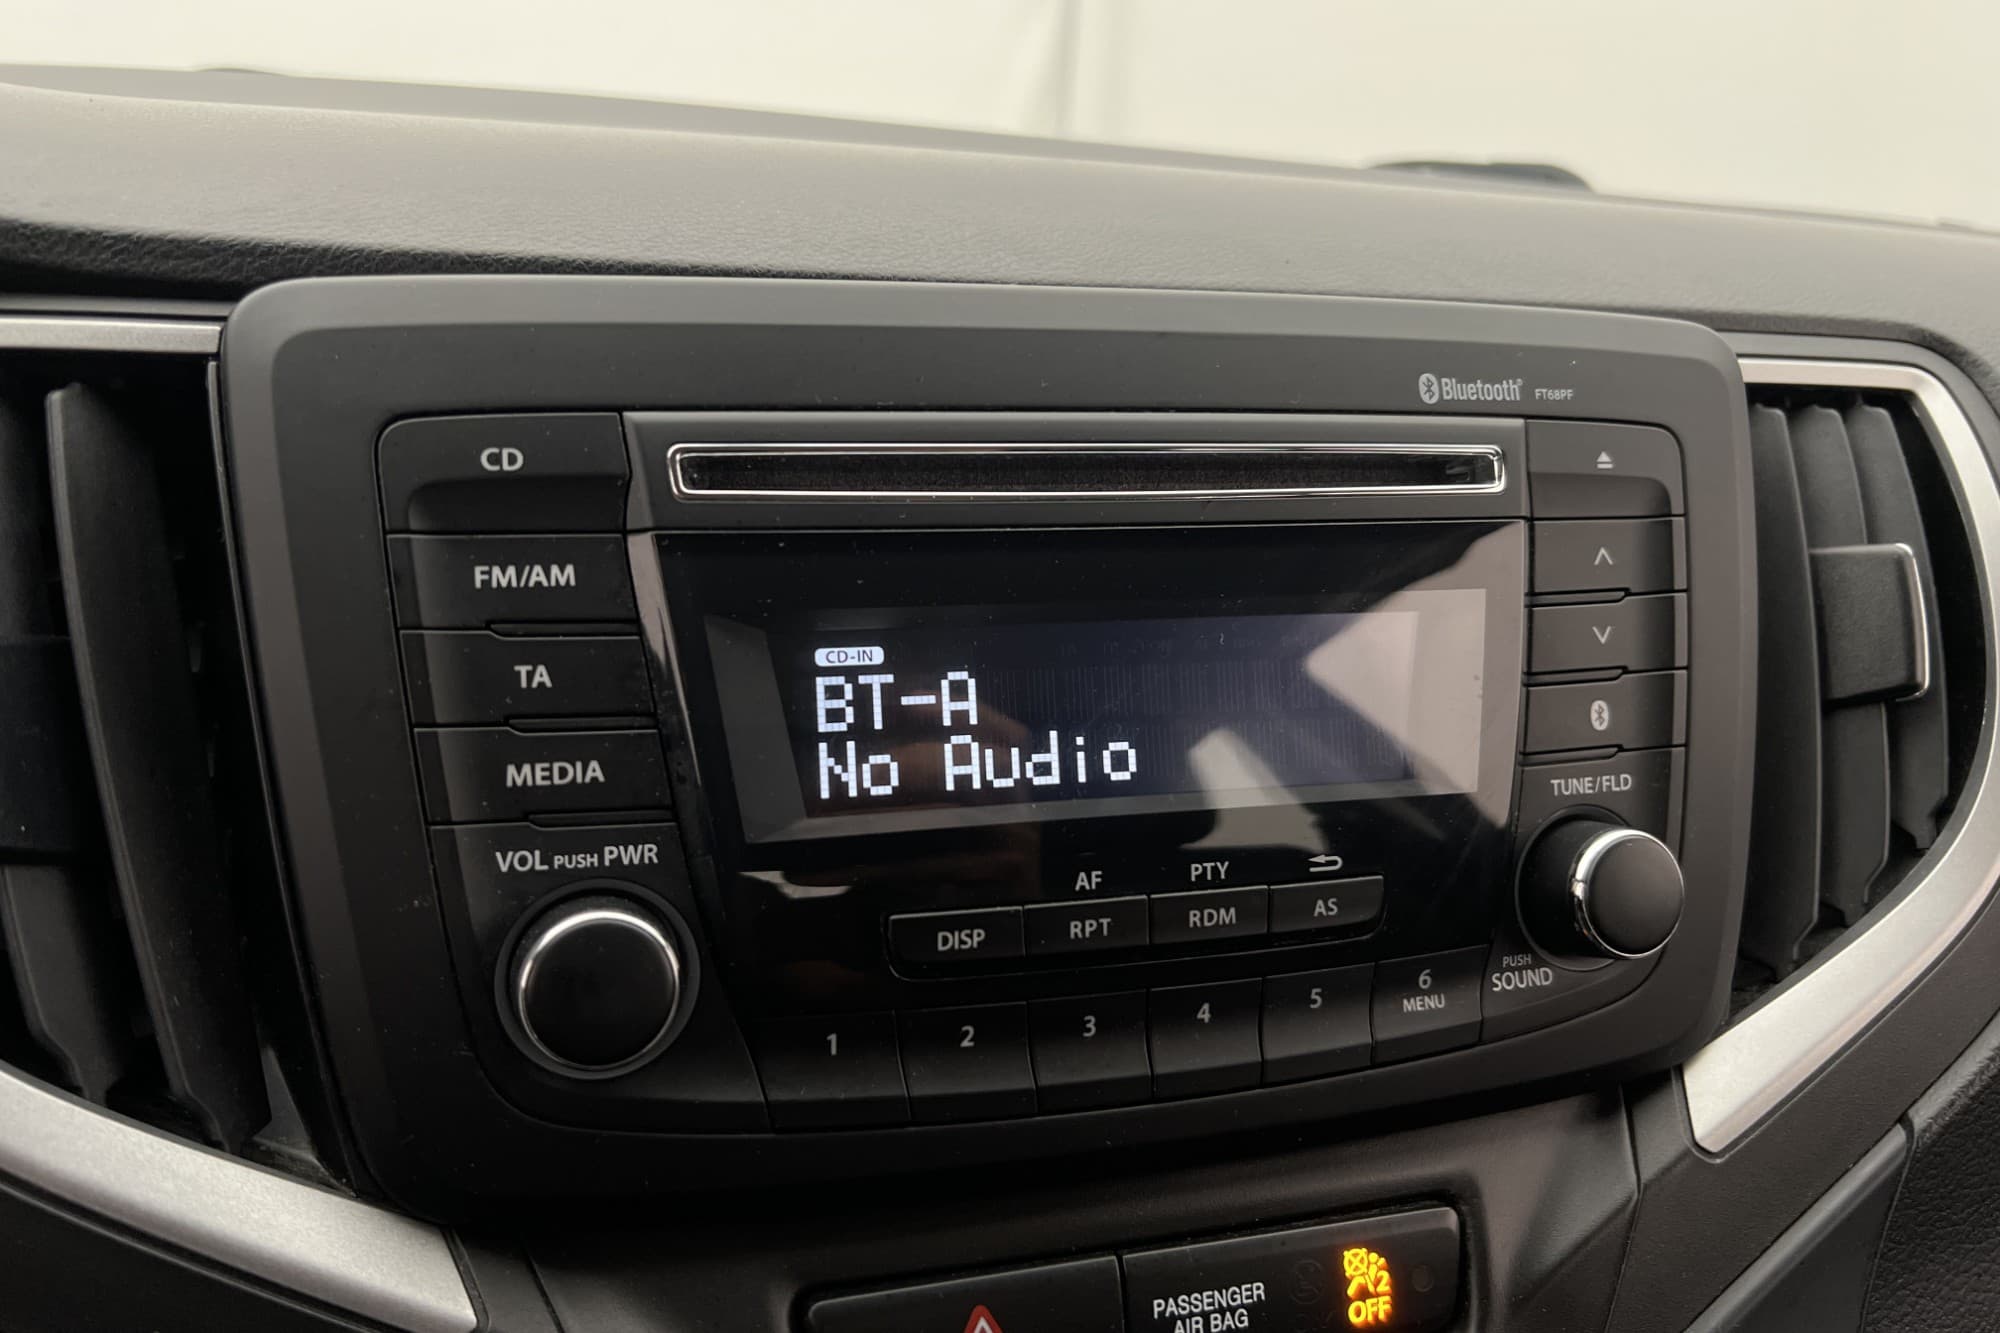 Bluetooth® FT68PF
CD
FM/AM
TA
MEDIA
VOL PUSH PWR
CD-IN
BT-A
No Audio
TUNE/FLD
AF PTY
DISP RPT RDM AS
PUSH
SOUND
1 2 3 4 5 6
MENU
PASSENGER
AIR BAG
2
OFF